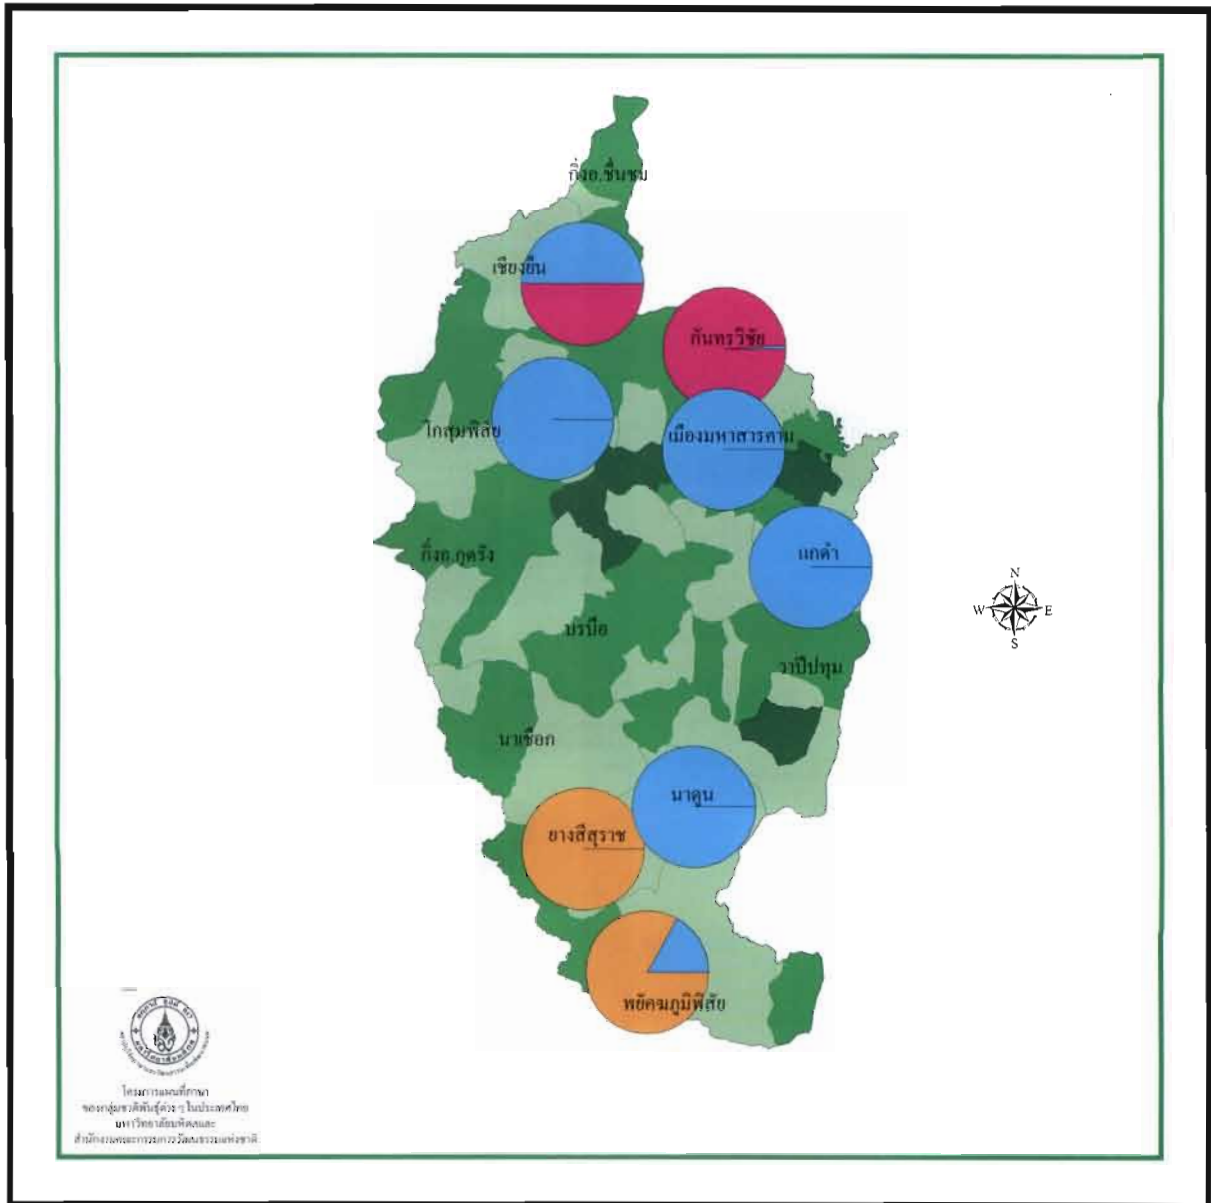 กิ่งอ.ชื่นชม
เชียงยืน
กันทรวิชัย
โกสุมพิสัย
เมืองมหาสารคาม
กิ่งอ.กุดรัง
แกดำ
N
W E
S
บรบือ
วาปีปทุม
นาเชือก
นาดูน
ยางสีสุราช
พยัคฆภูมิพิสัย
โครงการแผนที่ภาษา
ของกลุ่มชาติพันธุ์ต่าง ๆ ในประเทศไทย
มหาวิทยาลัยมหิดลและ
สำนักงานคณะกรรมการวัฒนธรรมแห่งชาติ